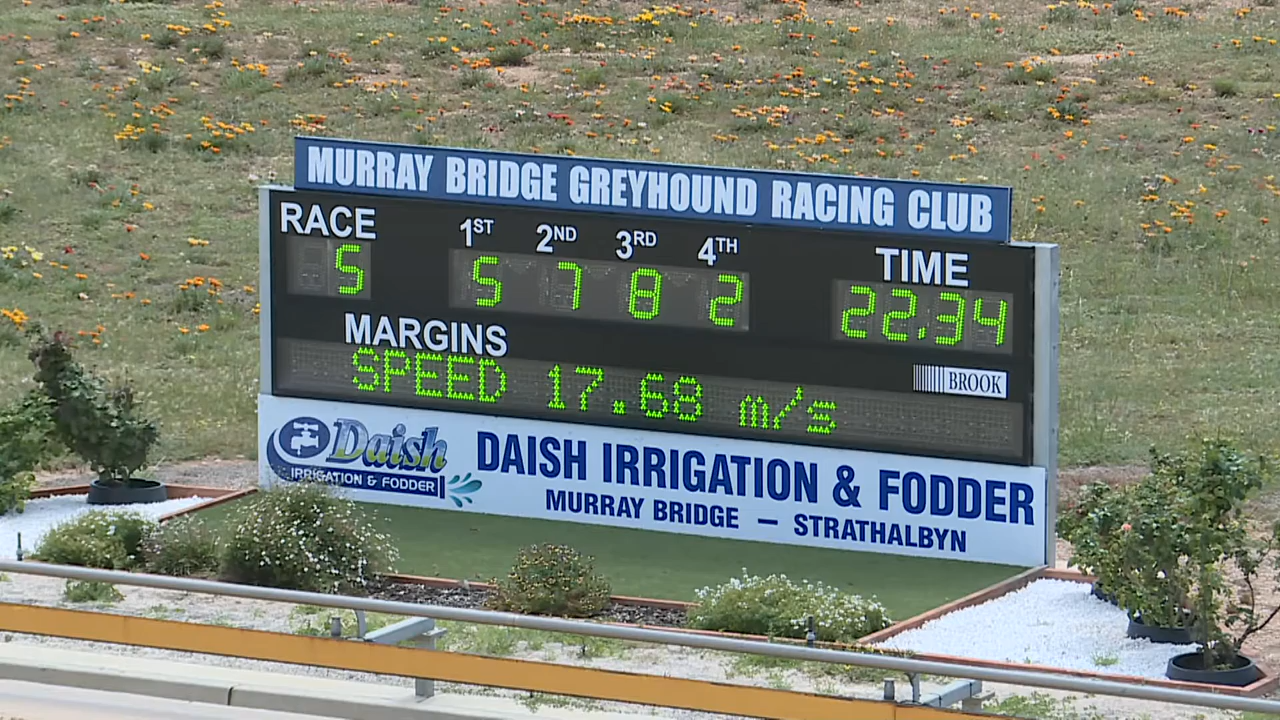 MURRAY BRIDGE GREYHOUND RACING CLUB
RACE 1ST 2ND 3RD 4TH TIME
5 5 7 8 2 22.34
MARGINS
SPEED 17.68 m/s
BROOK
Daish
IRRIGATION & FODDER
DAISH IRRIGATION & FODDER
MURRAY BRIDGE – STRATHALBYN